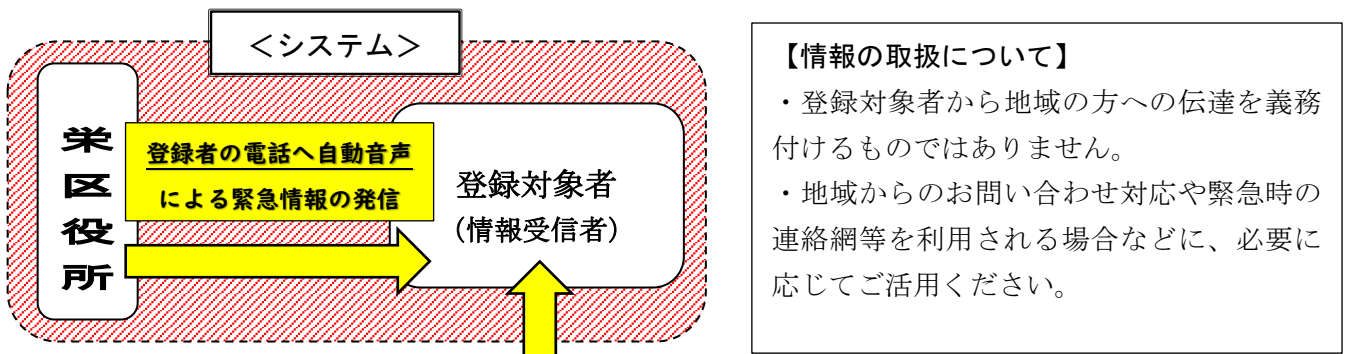 ＜システム＞
栄区役所
登録者の電話へ自動音声
による緊急情報の発信
登録対象者
（情報受信者）
【情報の取扱について】
・登録対象者から地域の方への伝達を義務
付けるものではありません。
・地域からのお問い合わせ対応や緊急時の
連絡網等を利用される場合などに、必要に
応じてご活用ください。